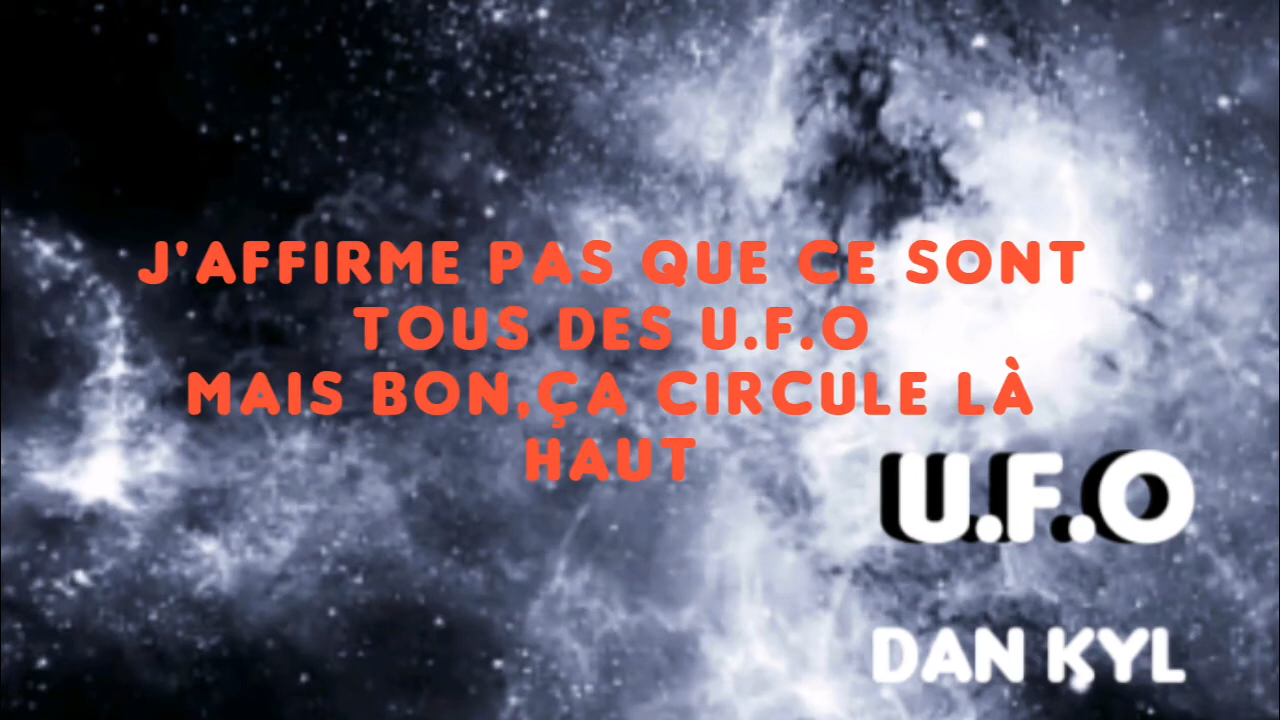 J'AFFIRME PAS QUE CE SONT
TOUS DES U.F.O
MAIS BON,ÇA CIRCULE LÀ
HAUT
U.F.O
DAN KYL